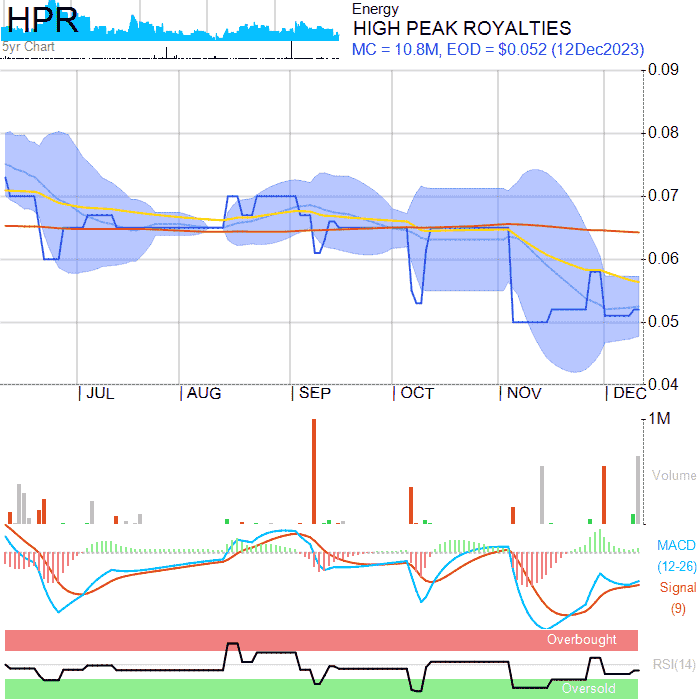 HPR
5yr Chart
Energy
HIGH PEAK ROYALTIES
MC = 10.8M, EOD = $0.052 (12Dec2023)
0.09
0.08
0.07
0.06
0.05
0.04
JUL
AUG
SEP
OCT
NOV
DEC
1M
Volume
MACD
(12-26)
Signal
(9)
Overbought
RSI(14)
Oversold